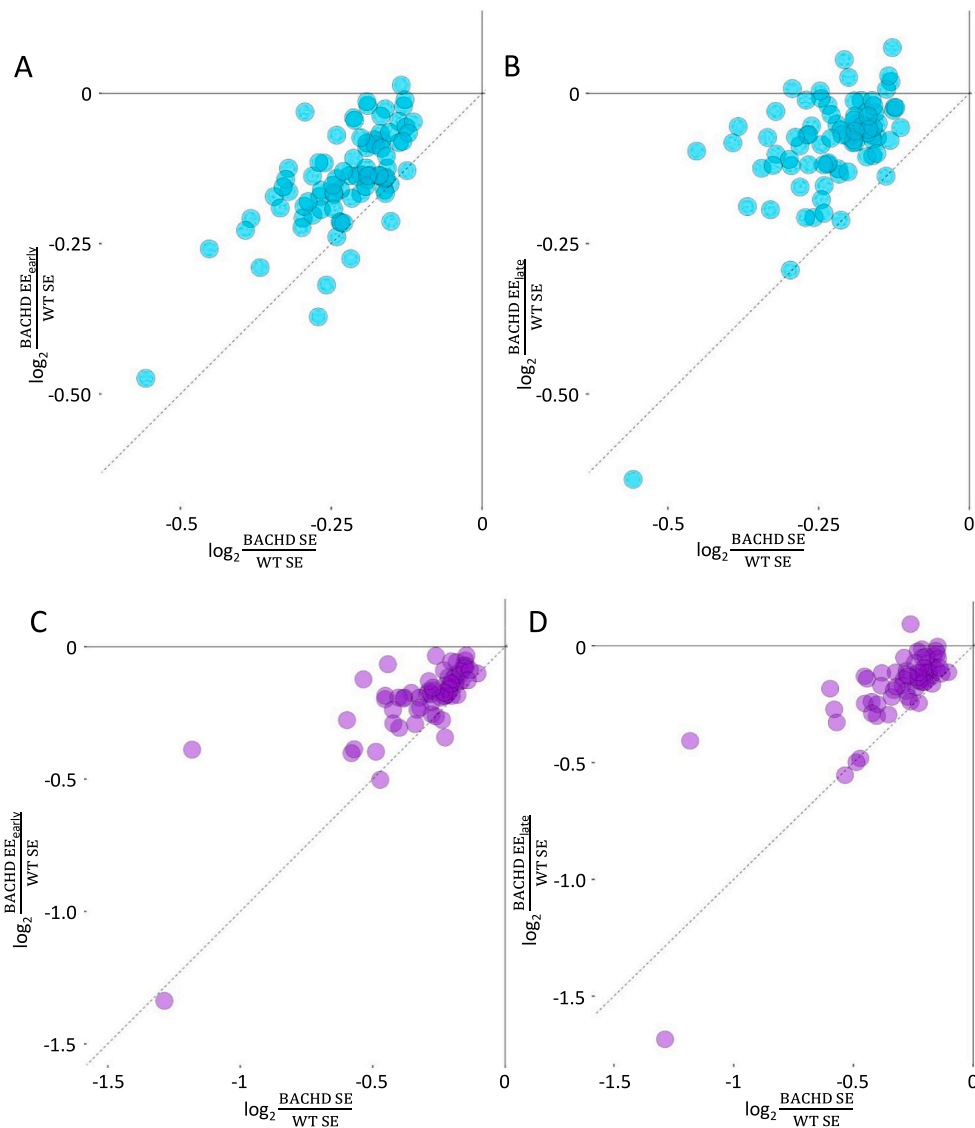 A
0
-0.25
-0.50
log2 BACHD EEearly
WT SE
-0.5 -0.25 0
log2 BACHD SE
WT SE
B
0
-0.25
-0.50
log2 BACHD EElate
WT SE
-0.5 -0.25 0
log2 BACHD SE
WT SE
C
0
-0.5
-1.0
-1.5
log2 BACHD EEearly
WT SE
-1.5 -1 -0.5 0
log2 BACHD SE
WT SE
D
0
-0.5
-1.0
-1.5
log2 BACHD EElate
WT SE
-1.5 -1 -0.5 0
log2 BACHD SE
WT SE